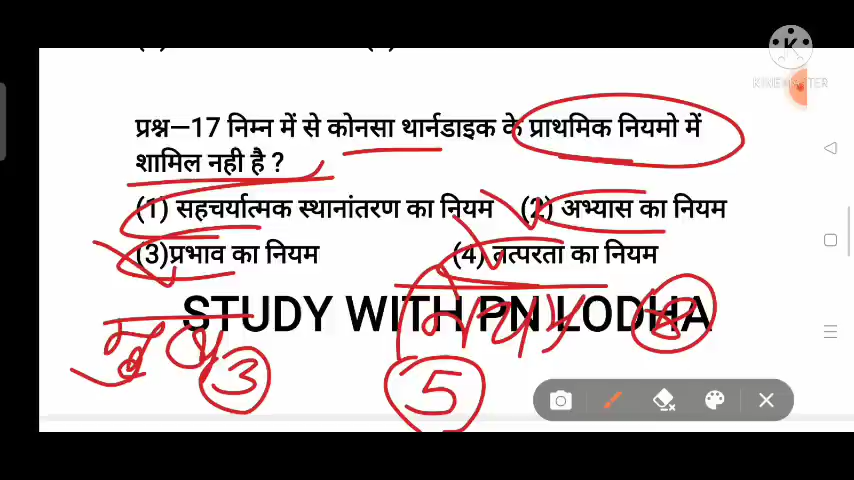 KINEMASTER
प्रश्न–17 निम्न में से कोनसा थार्नडाइक के प्राथमिक नियमो में
शामिल नही है ?
(1) सहचर्यात्मक स्थानांतरण का नियम (2) अभ्यास का नियम
(3)प्रभाव का नियम (4) तत्परता का नियम
STUDY WITH PN LODHA
3
5